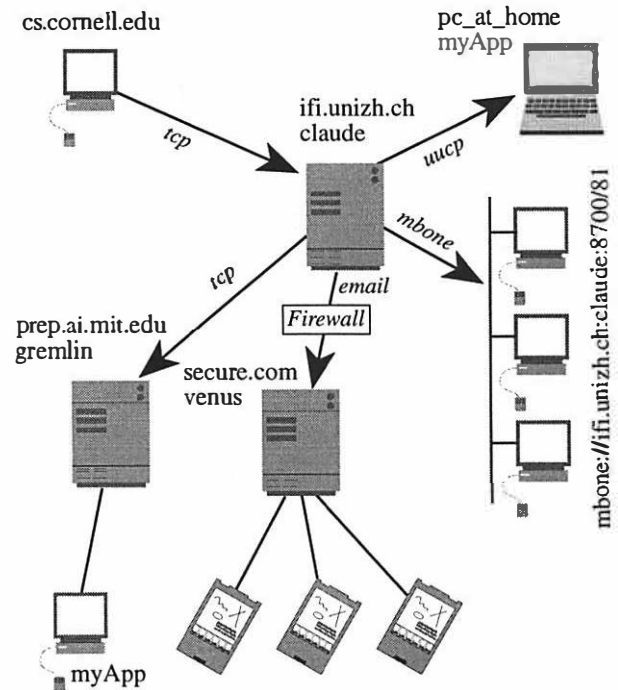 cs.cornell.edu
pc_at_home
myApp
ifi.unizh.ch
claude
tcp
uucp
mbone
tcp
email
Firewall
prep.ai.mit.edu
gremlin
secure.com
venus
mbone://ifi.unizh.ch:claude:8700/81
myApp